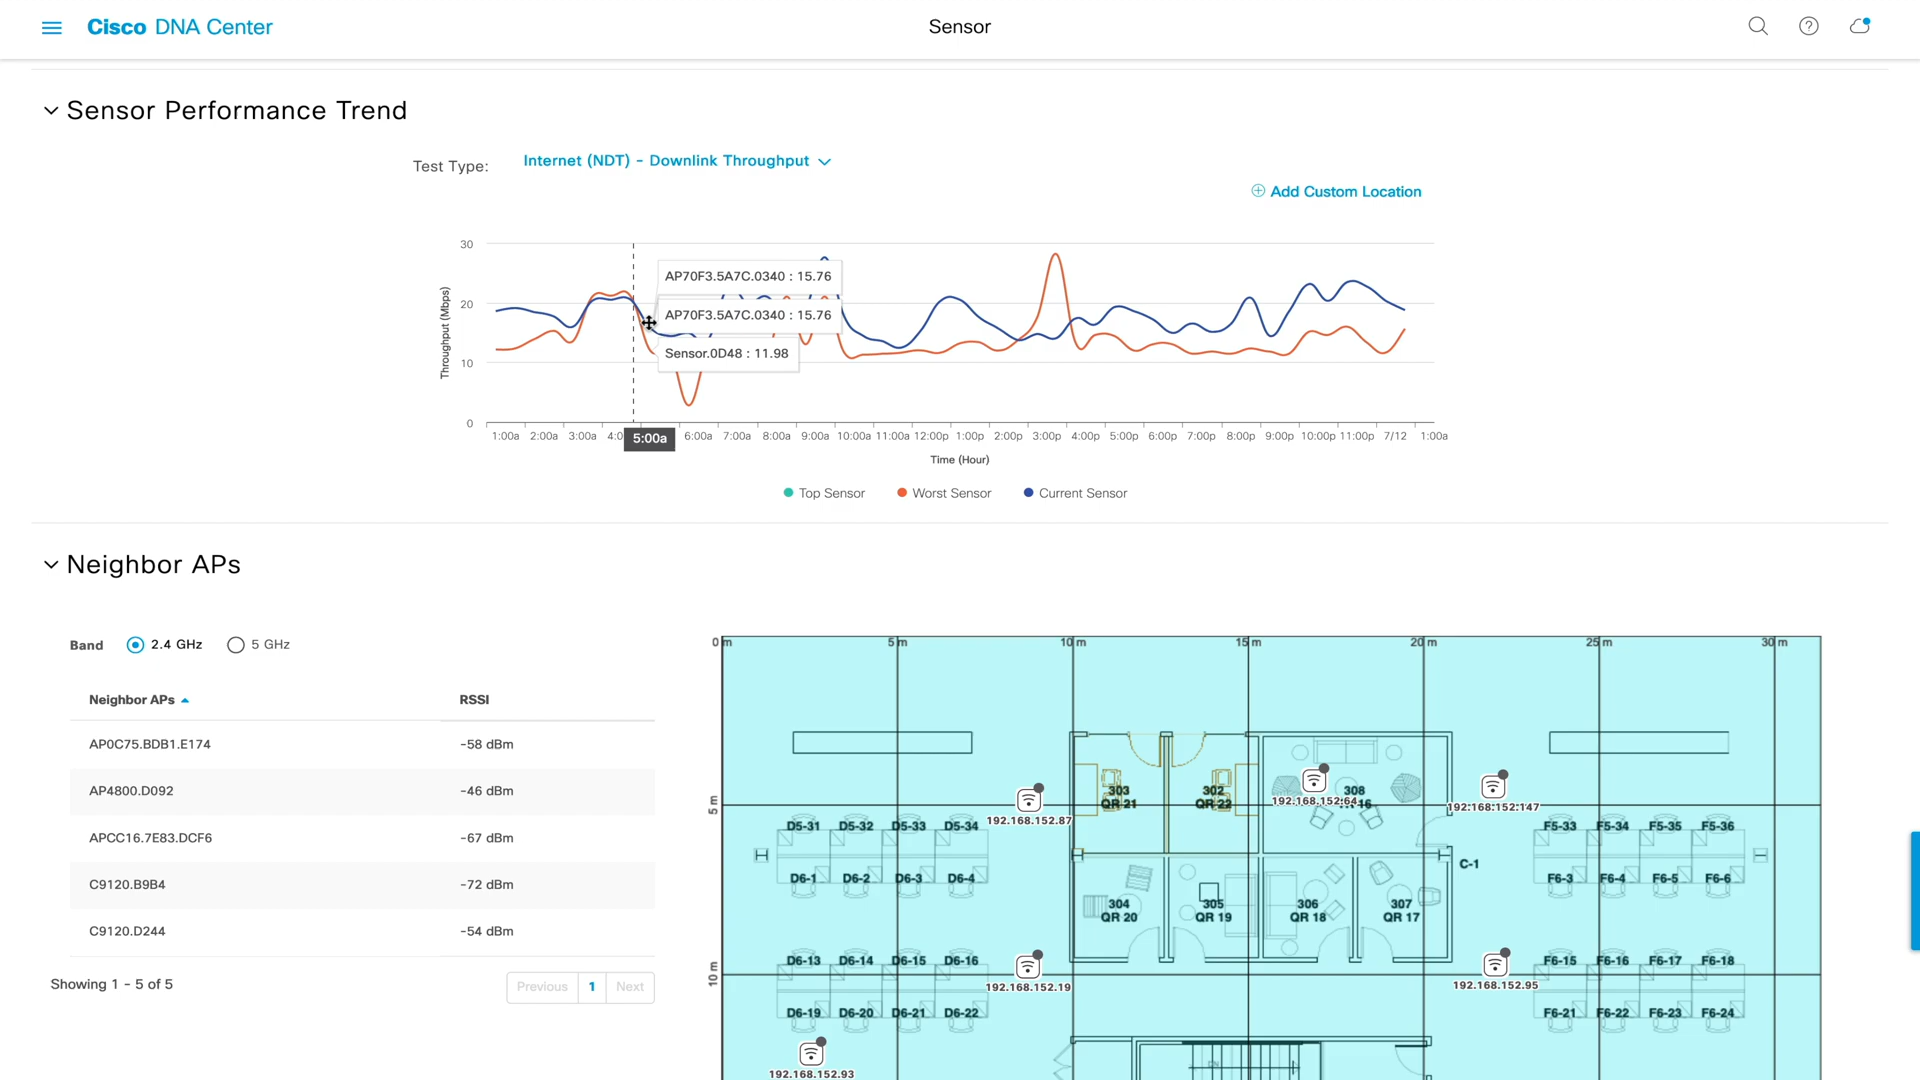 Cisco DNA Center
Sensor
Sensor Performance Trend
Test Type:
Internet (NDT) - Downlink Throughput
Add Custom Location
Throughput (Mbps)
30
20
10
0
AP70F3.5A7C.0340 : 15.76
AP70F3.5A7C.0340 : 15.76
Sensor.0D48 : 11.98
1:00a 2:00a 3:00a 4:0 5:00a 6:00a 7:00a 8:00a 9:00a 10:00a 11:00a 12:00p 1:00p 2:00p 3:00p 4:00p 5:00p 6:00p 7:00p 8:00p 9:00p 10:00p 11:00p 7/12 1:00a
Time (Hour)
Top Sensor Worst Sensor Current Sensor
Neighbor APs
Band 2.4 GHz 5 GHz
Neighbor APs RSSI
AP0C75.BDB1.E174 -58 dBm
AP4800.D092 -46 dBm
APCC16.7E83.DCF6 -67 dBm
C9120.B9B4 -72 dBm
C9120.D244 -54 dBm
Showing 1 - 5 of 5
Previous 1 Next
0 m 5 m 10 m 15 m 20 m 25 m 30 m
5 m
10 m
303
QR 21
302
QR 22
308
16
192.168.152.87
192.168.152.64
192.168.152.147
D5-31 D5-32 D5-33 D5-34
F5-33 F5-34 F5-35 F5-36
C-1
D6-1 D6-2 D6-3 D6-4
F6-3 F6-4 F6-5 F6-6
304
QR 20
305
QR 19
306
QR 18
307
QR 17
D6-13 D6-14 D6-15 D6-16
F6-15 F6-16 F6-17 F6-18
192.168.152.19
192.168.152.95
D6-19 D6-20 D6-21 D6-22
F6-21 F6-22 F6-23 F6-24
192.168.152.93